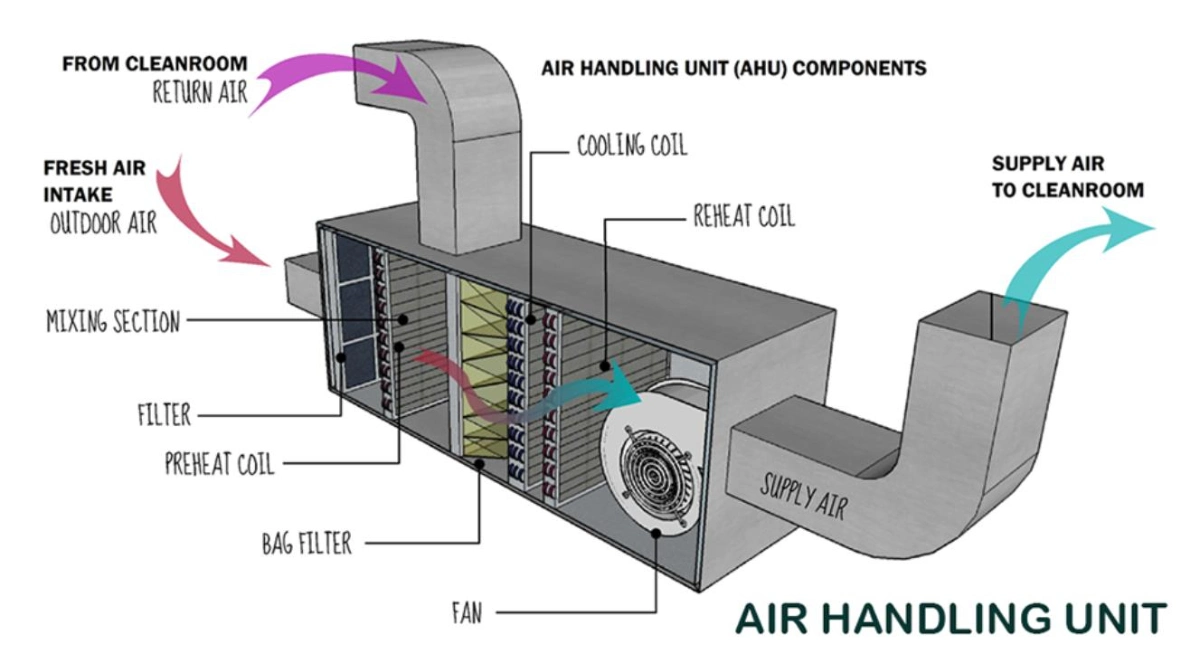 FROM CLEANROOM
RETURN AIR
AIR HANDLING UNIT (AHU) COMPONENTS
COOLING COIL
FRESH AIR
INTAKE
OUTDOOR AIR
SUPPLY AIR
TO CLEANROOM
REHEAT COIL
MIXING SECTION
FILTER
PREHEAT COIL
SUPPLY AIR
BAG FILTER
FAN
AIR HANDLING UNIT